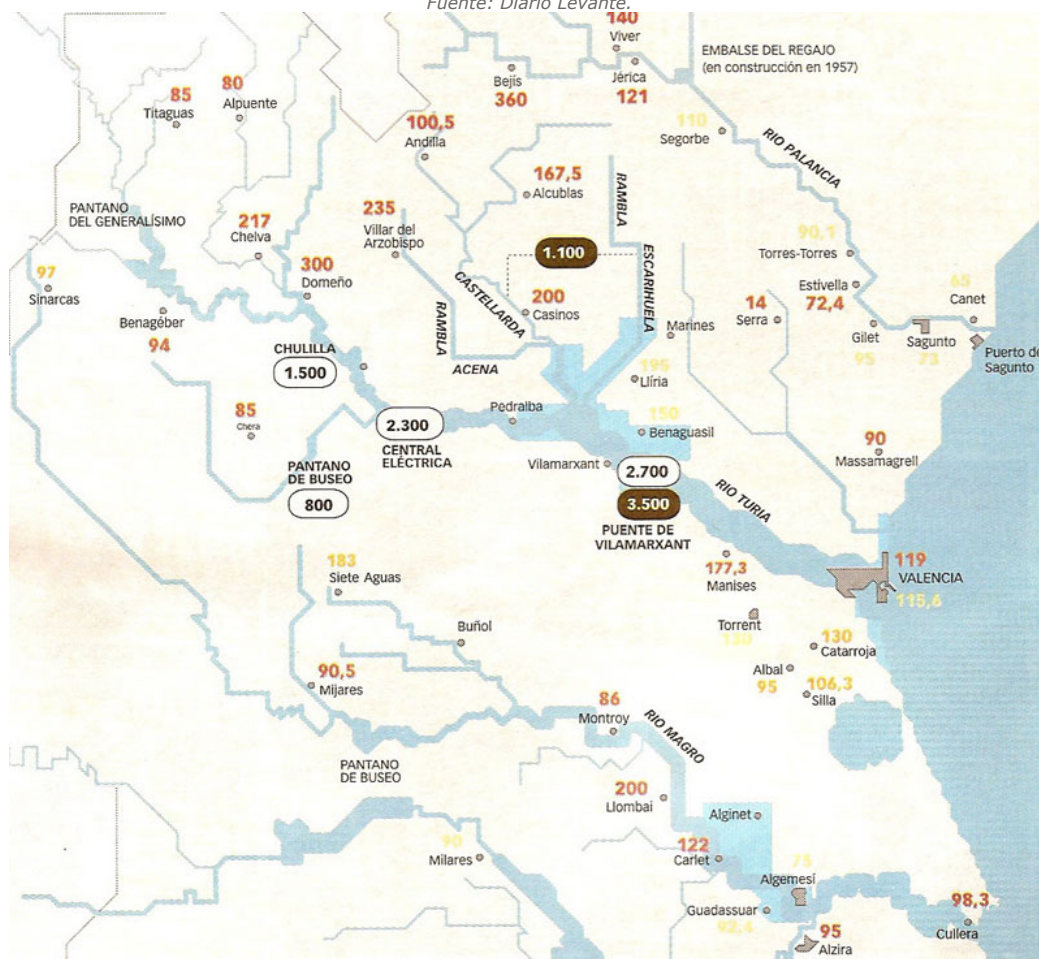 Fuente: Diario Levante.
140
Viver
EMBALSE DEL REGAJO
(en construcción en 1957)
Bejís
360
Jérica
121
85
Titaguas
80
Alpuente
100,5
Andilla
110
Segorbe
RIO PALANCIA
167,5
Alcublas
RAMBLA
ESCARIHUELA
PANTANO
DEL GENERALÍSIMO
217
Chelva
235
Villar del
Arzobispo
1.100
90,1
Torres-Torres
97
Sinarcas
300
Domeño
CASTELLARDA
200
Casinos
Estivella
72,4
65
Canet
Benagéber
94
RAMBLA
ACENA
Marines
14
Serra
Gilet
95
Sagunto
73
Puerto de
Sagunto
CHULILLA
1.500
195
Llíria
85
Chera
2.300
CENTRAL
ELÉCTRICA
Pedralba
150
Benaguasil
90
Massamagrell
PANTANO
DE BUSEO
800
Vilamarxant
2.700
3.500
PUENTE DE
VILAMARXANT
RIO TURIA
183
Siete Aguas
177,3
Manises
119
VALENCIA
115,6
Buñol
Torrent
130
130
Catarroja
90,5
Mijares
Albal
95
106,3
Silla
86
Montroy
RIO MAGRO
PANTANO
DE BUSEO
200
Llombai
Alginet
90
Milares
122
Carlet
75
Algemesí
Guadassuar
92,4
98,3
Cullera
95
Alzira